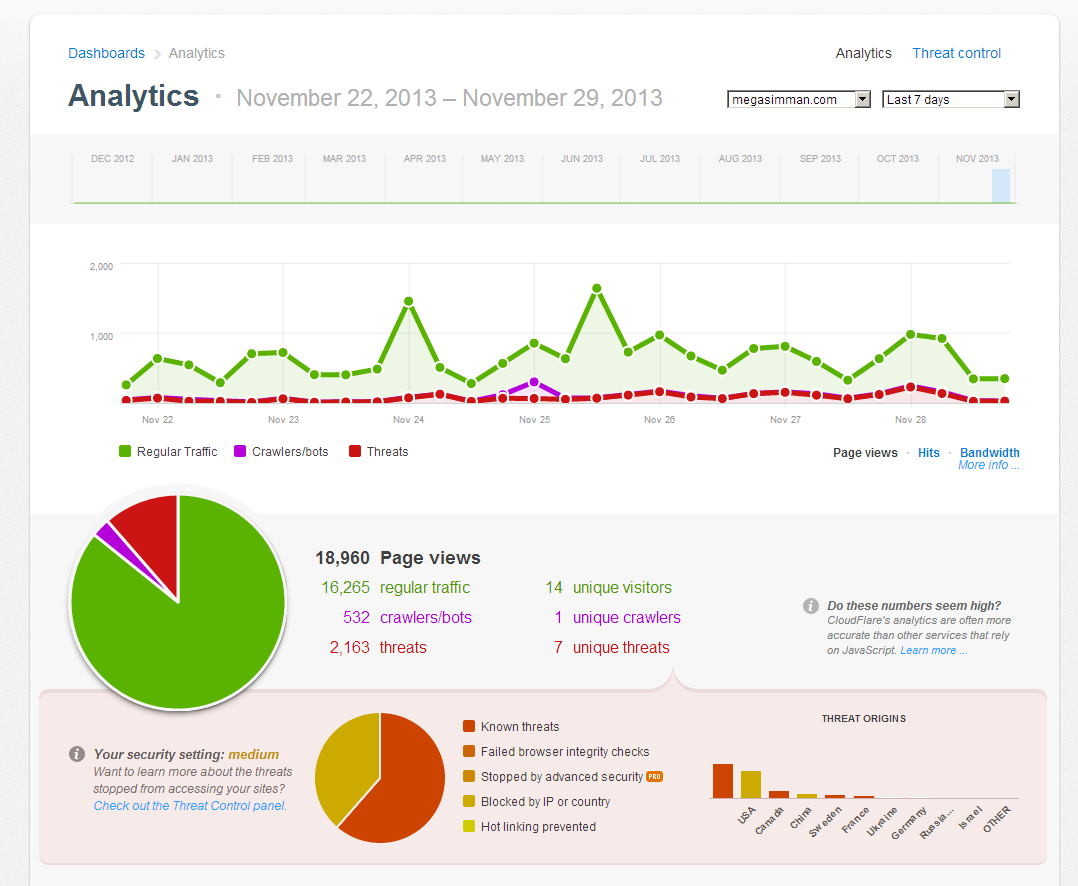 Dashboards Analytics
Analytics Threat control
Analytics · November 22, 2013 – November 29, 2013
megasimman.com Last 7 days
DEC 2012 JAN 2013 FEB 2013 MAR 2013 APR 2013 MAY 2013 JUN 2013 JUL 2013 AUG 2013 SEP 2013 OCT 2013 NOV 2013
2,000
1,000
Nov 22 Nov 23 Nov 24 Nov 25 Nov 26 Nov 27 Nov 28
Regular Traffic Crawlers/bots Threats
Page views · Hits · Bandwidth
More info ...
18,960 Page views
16,265 regular traffic
532 crawlers/bots
2,163 threats
14 unique visitors
1 unique crawlers
7 unique threats
i Do these numbers seem high?
CloudFlare's analytics are often more
accurate than other services that rely
on JavaScript. Learn more ...
i Your security setting: medium
Want to learn more about the threats
stopped from accessing your sites?
Check out the Threat Control panel.
Known threats
Failed browser integrity checks
Stopped by advanced security PRO
Blocked by IP or country
Hot linking prevented
THREAT ORIGINS
USA Canada China Sweden France Ukraine Germany Russia... Israel OTHER